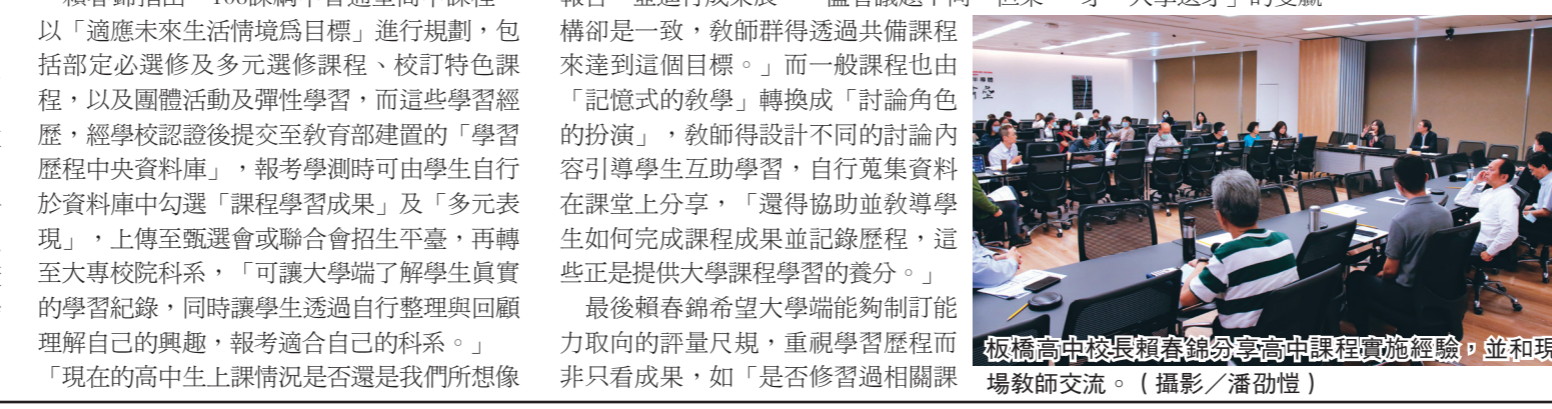 以「適應未來生活情境爲目標」進行規劃，包
括部定必選修及多元選修課程、校訂特色課
程，以及團體活動及彈性學習，而這些學習經
歷，經學校認證後提交至教育部建置的「學習
歷程中央資料庫」，報考學測時可由學生自行
於資料庫中勾選「課程學習成果」及「多元表
現」，上傳至甄選會或聯合會招生平臺，再轉
至大專校院科系，「可讓大學端了解學生眞實
的學習紀錄，同時讓學生透過自行整理與回顧
理解自己的興趣，報考適合自己的科系。」
「現在的高中生上課情況是否還是我們所想像
構卻是一致，教師群得透過共備課程
來達到這個目標。」而一般課程也由
「記憶式的教學」轉換成「討論角色
的扮演」，教師得設計不同的討論內
容引導學生互助學習，自行蒐集資料
在課堂上分享，「還得協助並教導學
生如何完成課程成果並記錄歷程，這
些正是提供大學課程學習的養分。」
最後賴春錦希望大學端能夠制訂能
力取向的評量尺規，重視學習歷程而
非只看成果，如「是否修習過相關課
板橋高中校長賴春錦分享高中課程實施經驗，並和現
場教師交流。（攝影／潘劭愷）